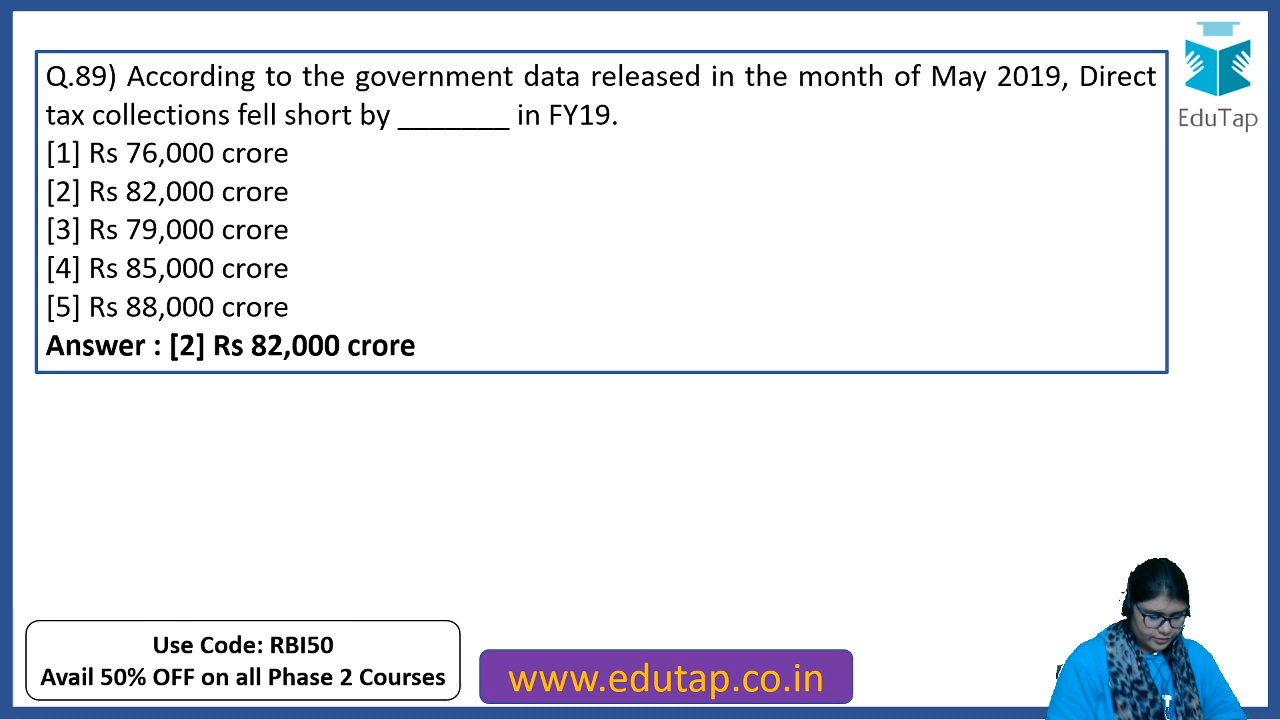 Q.89) According to the government data released in the month of May 2019, Direct
tax collections fell short by _______ in FY19.
[1] Rs 76,000 crore
[2] Rs 82,000 crore
[3] Rs 79,000 crore
[4] Rs 85,000 crore
[5] Rs 88,000 crore
Answer : [2] Rs 82,000 crore
EduTap
Use Code: RBI50
Avail 50% OFF on all Phase 2 Courses
www.edutap.co.in